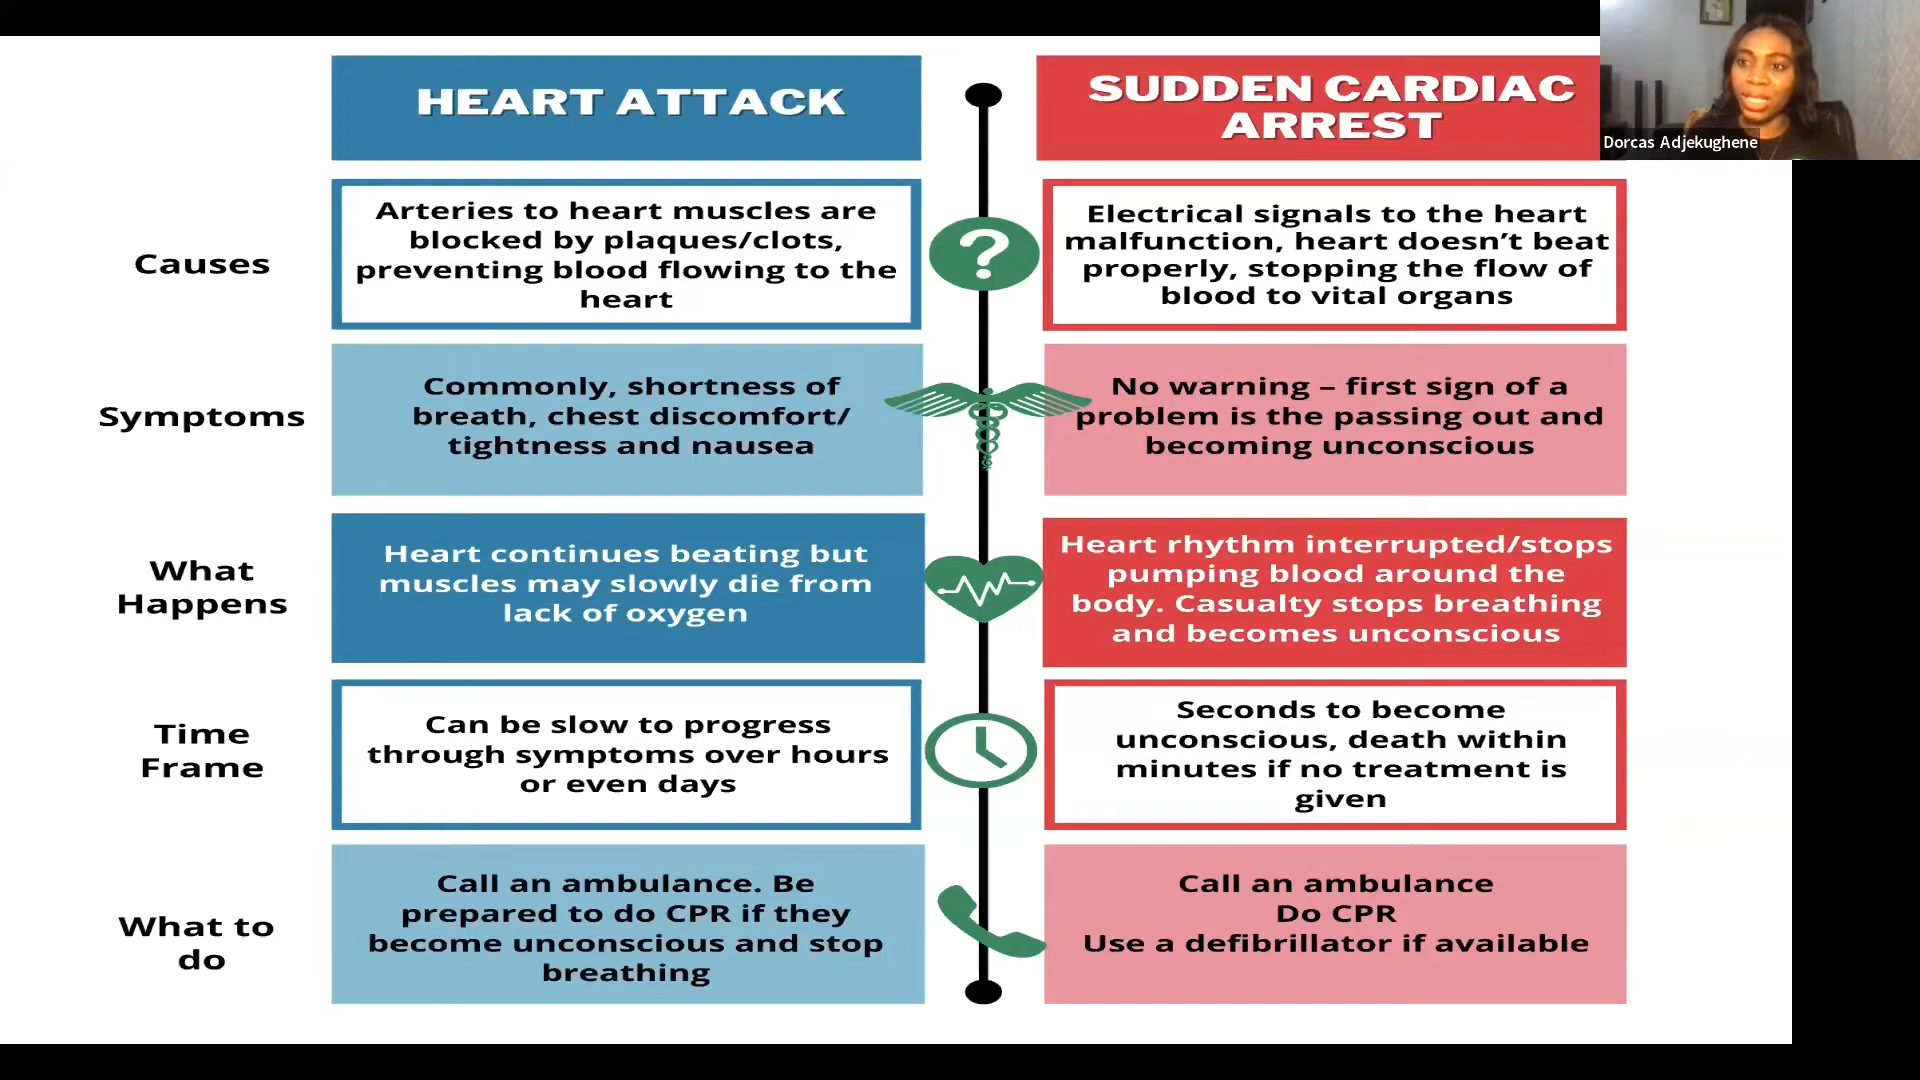 HEART ATTACK
SUDDEN CARDIAC
ARREST
Dorcas Adjekughene
Causes
Arteries to heart muscles are
blocked by plaques/clots,
preventing blood flowing to the
heart
?
Electrical signals to the heart
malfunction, heart doesn’t beat
properly, stopping the flow of
blood to vital organs
Symptoms
Commonly, shortness of
breath, chest discomfort/
tightness and nausea
No warning – first sign of a
problem is the passing out and
becoming unconscious
What
Happens
Heart continues beating but
muscles may slowly die from
lack of oxygen
Heart rhythm interrupted/stops
pumping blood around the
body. Casualty stops breathing
and becomes unconscious
Time
Frame
Can be slow to progress
through symptoms over hours
or even days
Seconds to become
unconscious, death within
minutes if no treatment is
given
What to
do
Call an ambulance. Be
prepared to do CPR if they
become unconscious and stop
breathing
Call an ambulance
Do CPR
Use a defibrillator if available